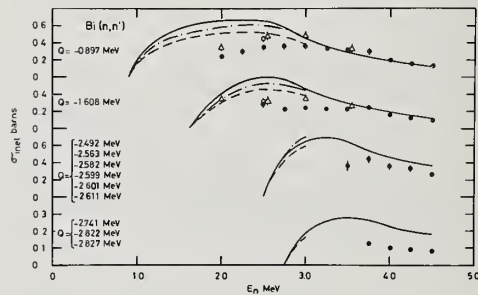 Bi (n,n')
0 6
0.4
0.2
0
Q= -0.897 MeV
0.4
0.2
0
Q= -1 608 MeV
0.6
0.4
0.2
0
Q=
-2.492 MeV
-2.563 MeV
-2.582 MeV
-2.599 MeV
-2 601 MeV
-2 611 MeV
0.3
0.2
0 1
0
Q=
-2.741 MeV
-2 822 MeV
-2 827 MeV
σinel barns
0
1.0
2.0
3.0
4.0
5.0
En MeV